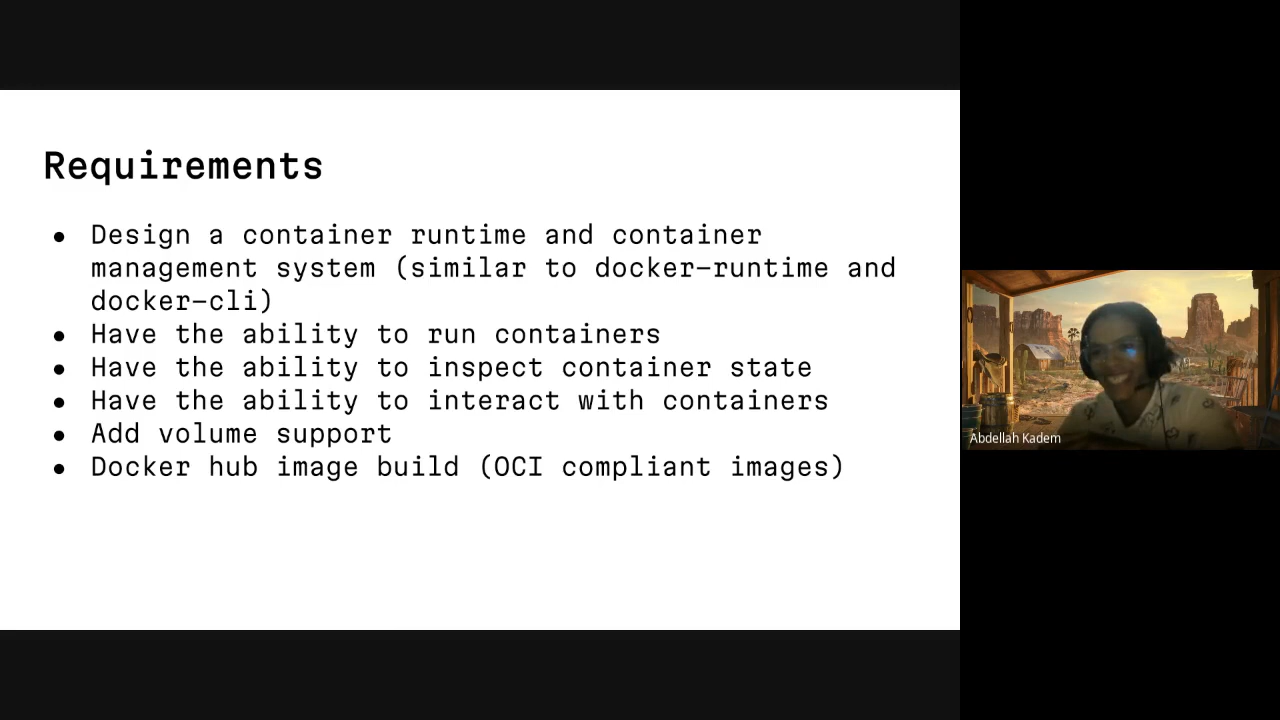 Requirements
● Design a container runtime and container
management system (similar to docker-runtime and
docker-cli)
● Have the ability to run containers
● Have the ability to inspect container state
● Have the ability to interact with containers
● Add volume support
● Docker hub image build (OCI compliant images)
Abdellah Kadem